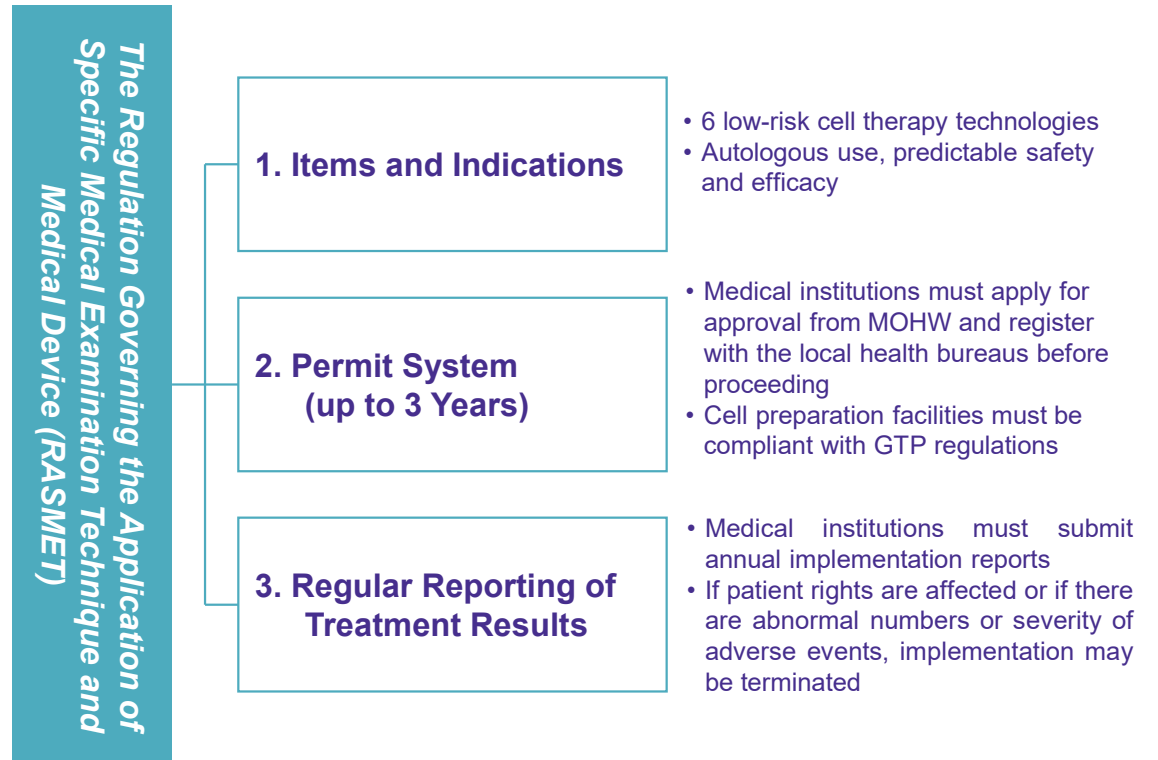 The Regulation Governing the Application of
Specific Medical Examination Technique and
Medical Device (RASMET)
1. Items and Indications
• 6 low-risk cell therapy technologies
• Autologous use, predictable safety
and efficacy
2. Permit System
(up to 3 Years)
• Medical institutions must apply for
approval from MOHW and register
with the local health bureaus before
proceeding
• Cell preparation facilities must be
compliant with GTP regulations
3. Regular Reporting of
Treatment Results
• Medical institutions must submit
annual implementation reports
• If patient rights are affected or if there
are abnormal numbers or severity of
adverse events, implementation may
be terminated